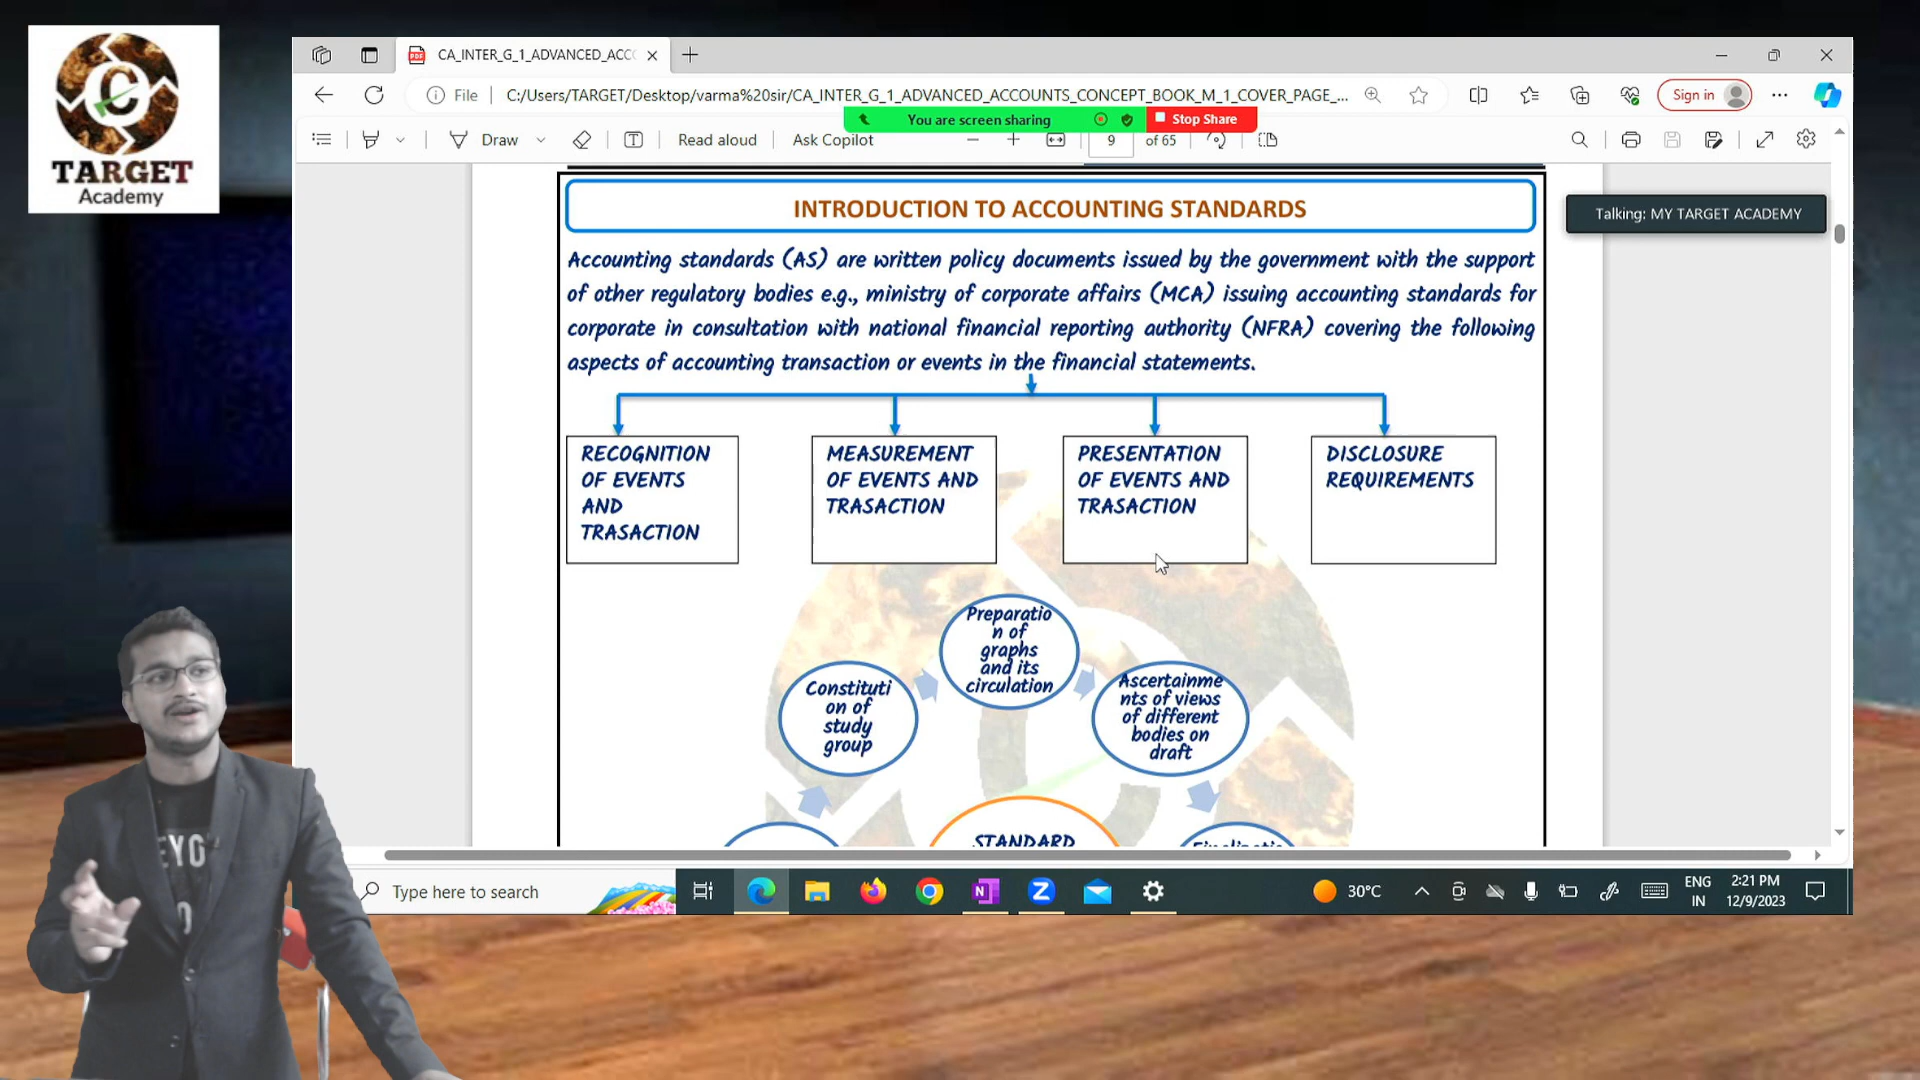 C
TARGET
Academy
CA_INTER_G_1_ADVANCED_ACCO
File
C:/Users/TARGET/Desktop/varma%20sir/CA_INTER_G_1_ADVANCED_ACCOUNTS_CONCEPT_BOOK_M_1_COVER_PAGE_...
Sign in
You are screen sharing
Stop Share
Draw
Read aloud
Ask Copilot
9
of 65
Talking: MY TARGET ACADEMY
INTRODUCTION TO ACCOUNTING STANDARDS
Accounting standards (AS) are written policy documents issued by the government with the support
of other regulatory bodies e.g., ministry of corporate affairs (MCA) issuing accounting standards for
corporate in consultation with national financial reporting authority (NFRA) covering the following
aspects of accounting transaction or events in the financial statements.
RECOGNITION
OF EVENTS
AND
TRASACTION
MEASUREMENT
OF EVENTS AND
TRASACTION
PRESENTATION
OF EVENTS AND
TRASACTION
DISCLOSURE
REQUIREMENTS
Preparatio
n of
graphs
and its
circulation
Constituti
on of
study
group
Ascertainme
nts of views
of different
bodies on
draft
STANDARD
Type here to search
30°C
ENG
IN
2:21 PM
12/9/2023